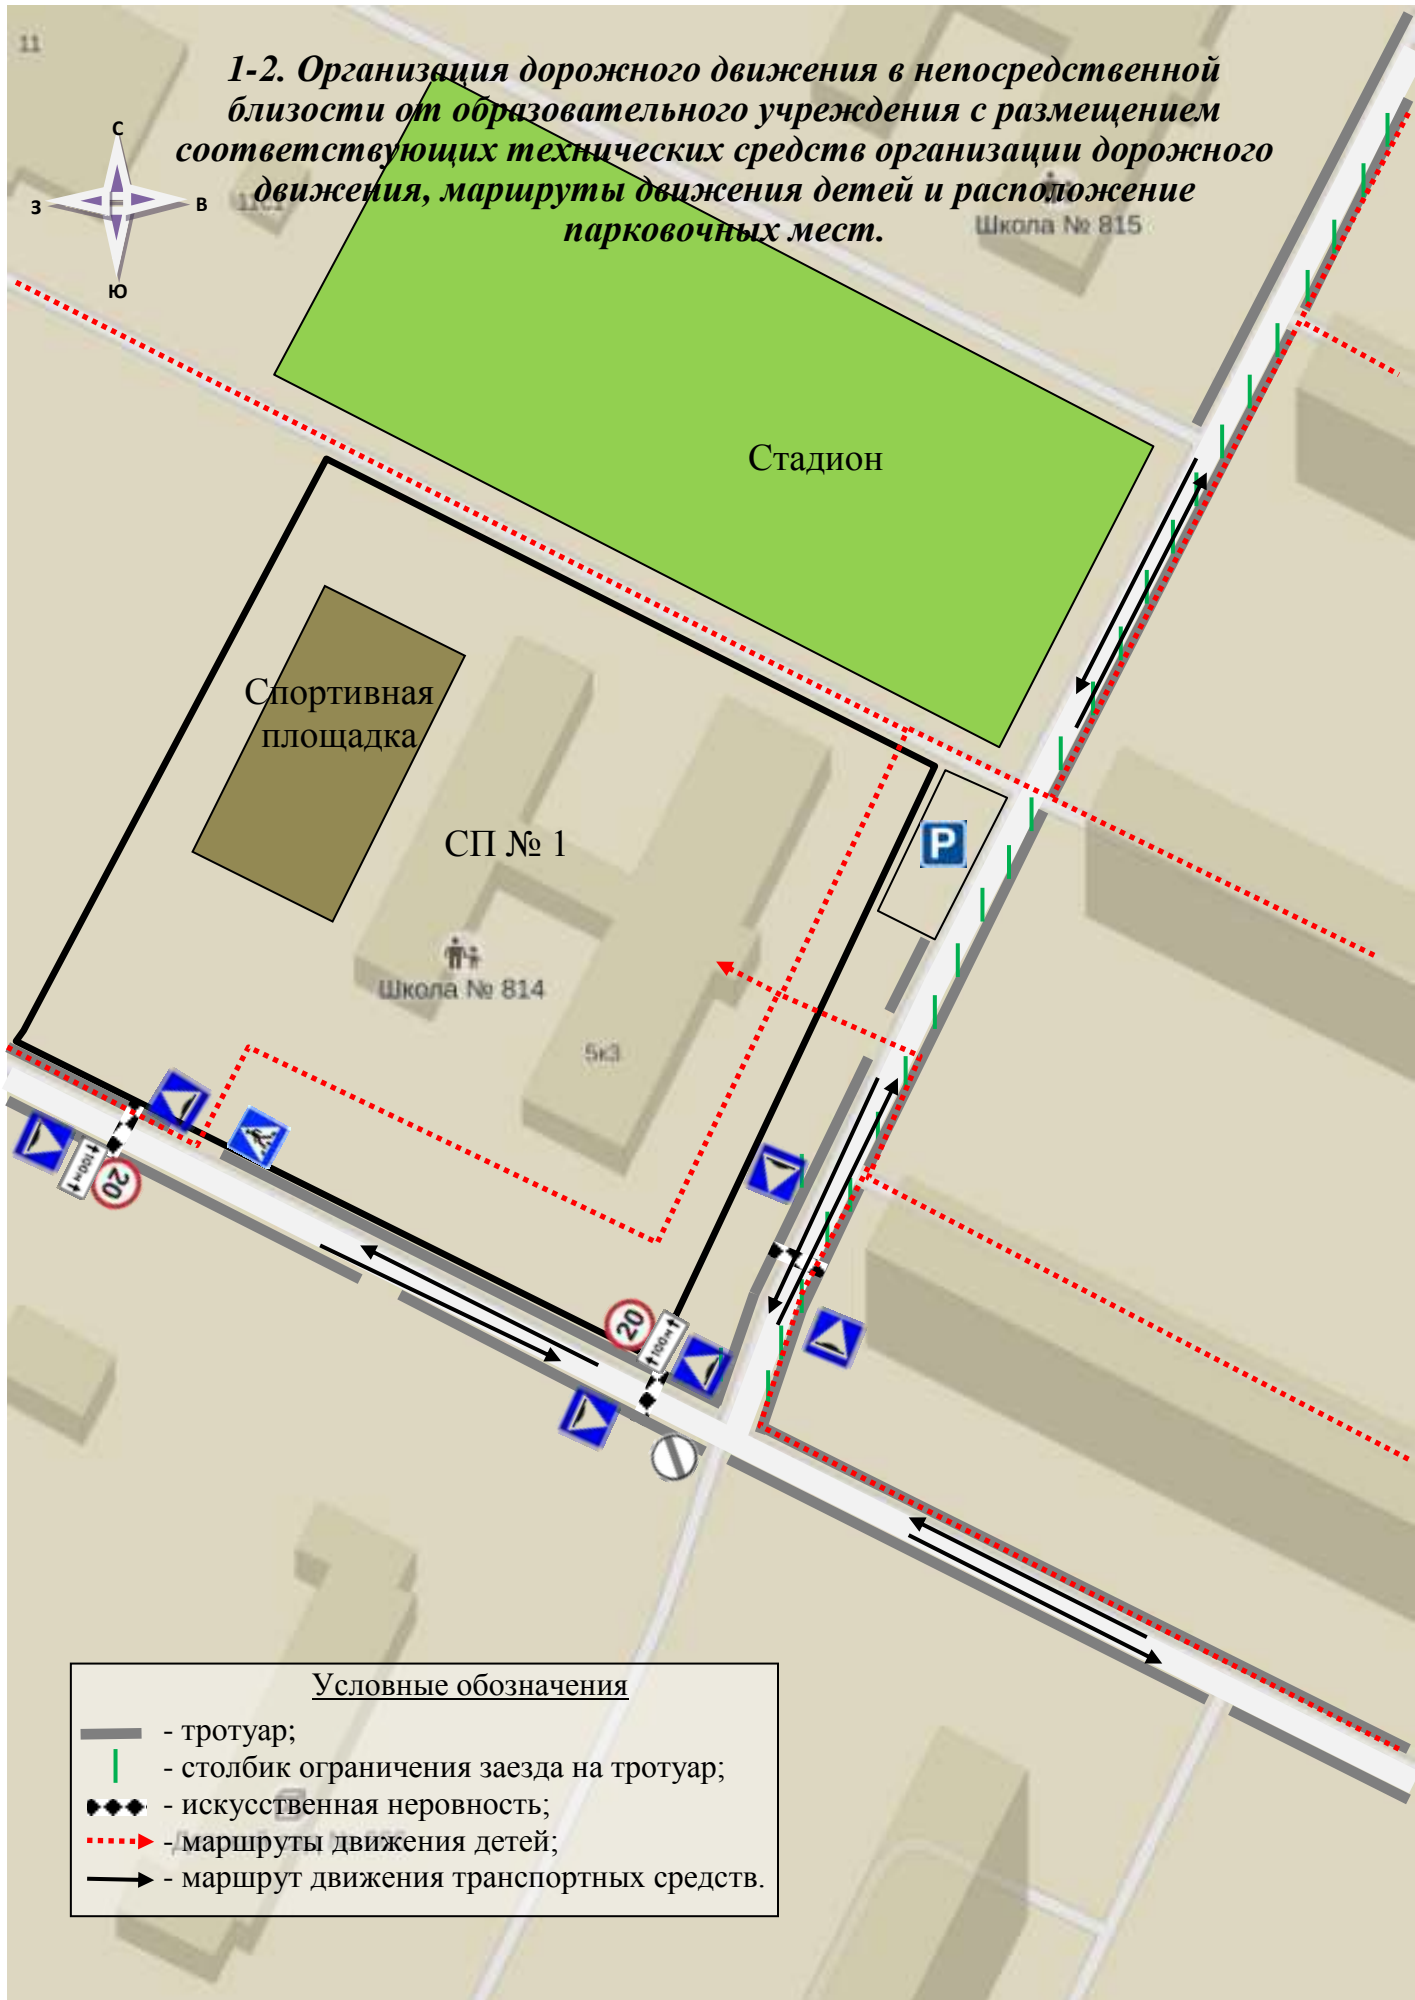 11
1-2. Организация дорожного движения в непосредственной
близости от образовательного учреждения с размещением
соответствующих технических средств организации дорожного
движения, маршруты движения детей и расположение
парковочных мест.
С
З
В
Ю
Школа № 815
Стадион
Спортивная
площадка
СП № 1
P
Школа № 814
5к3
100м
20
20
100м
Условные обозначения
- тротуар;
- столбик ограничения заезда на тротуар;
- искусственная неровность;
- маршруты движения детей;
- маршрут движения транспортных средств.